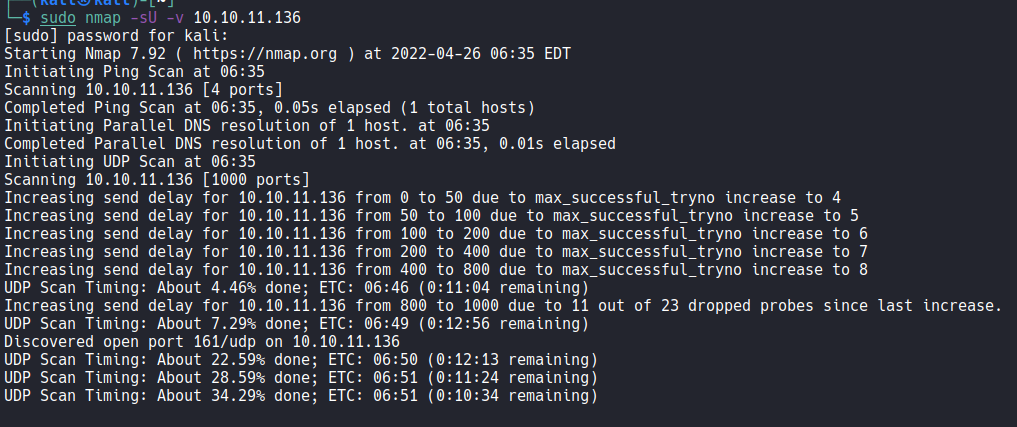 └─$ sudo nmap -sU -v 10.10.11.136
[sudo] password for kali:
Starting Nmap 7.92 ( https://nmap.org ) at 2022-04-26 06:35 EDT
Initiating Ping Scan at 06:35
Scanning 10.10.11.136 [4 ports]
Completed Ping Scan at 06:35, 0.05s elapsed (1 total hosts)
Initiating Parallel DNS resolution of 1 host. at 06:35
Completed Parallel DNS resolution of 1 host. at 06:35, 0.01s elapsed
Initiating UDP Scan at 06:35
Scanning 10.10.11.136 [1000 ports]
Increasing send delay for 10.10.11.136 from 0 to 50 due to max_successful_tryno increase to 4
Increasing send delay for 10.10.11.136 from 50 to 100 due to max_successful_tryno increase to 5
Increasing send delay for 10.10.11.136 from 100 to 200 due to max_successful_tryno increase to 6
Increasing send delay for 10.10.11.136 from 200 to 400 due to max_successful_tryno increase to 7
Increasing send delay for 10.10.11.136 from 400 to 800 due to max_successful_tryno increase to 8
UDP Scan Timing: About 4.46% done; ETC: 06:46 (0:11:04 remaining)
Increasing send delay for 10.10.11.136 from 800 to 1000 due to 11 out of 23 dropped probes since last increase.
UDP Scan Timing: About 7.29% done; ETC: 06:49 (0:12:56 remaining)
Discovered open port 161/udp on 10.10.11.136
UDP Scan Timing: About 22.59% done; ETC: 06:50 (0:12:13 remaining)
UDP Scan Timing: About 28.59% done; ETC: 06:51 (0:11:24 remaining)
UDP Scan Timing: About 34.29% done; ETC: 06:51 (0:10:34 remaining)